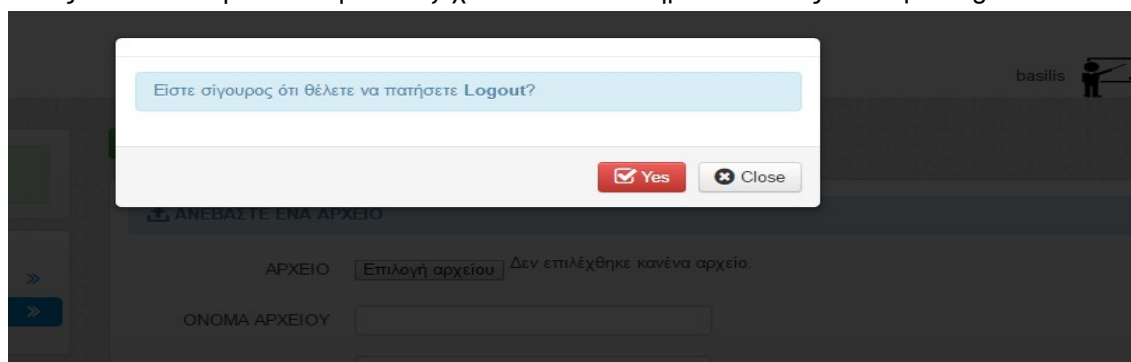 basilis
Είστε σίγουρος ότι θέλετε να πατήσετε Logout?
Yes
Close
ΑΝΕΒΑΣΤΕ ΕΝΑ ΑΡΧΕΙΟ
ΑΡΧΕΙΟ Επιλογή αρχείου Δεν επιλέχθηκε κανένα αρχείο.
ΟΝΟΜΑ ΑΡΧΕΙΟΥ